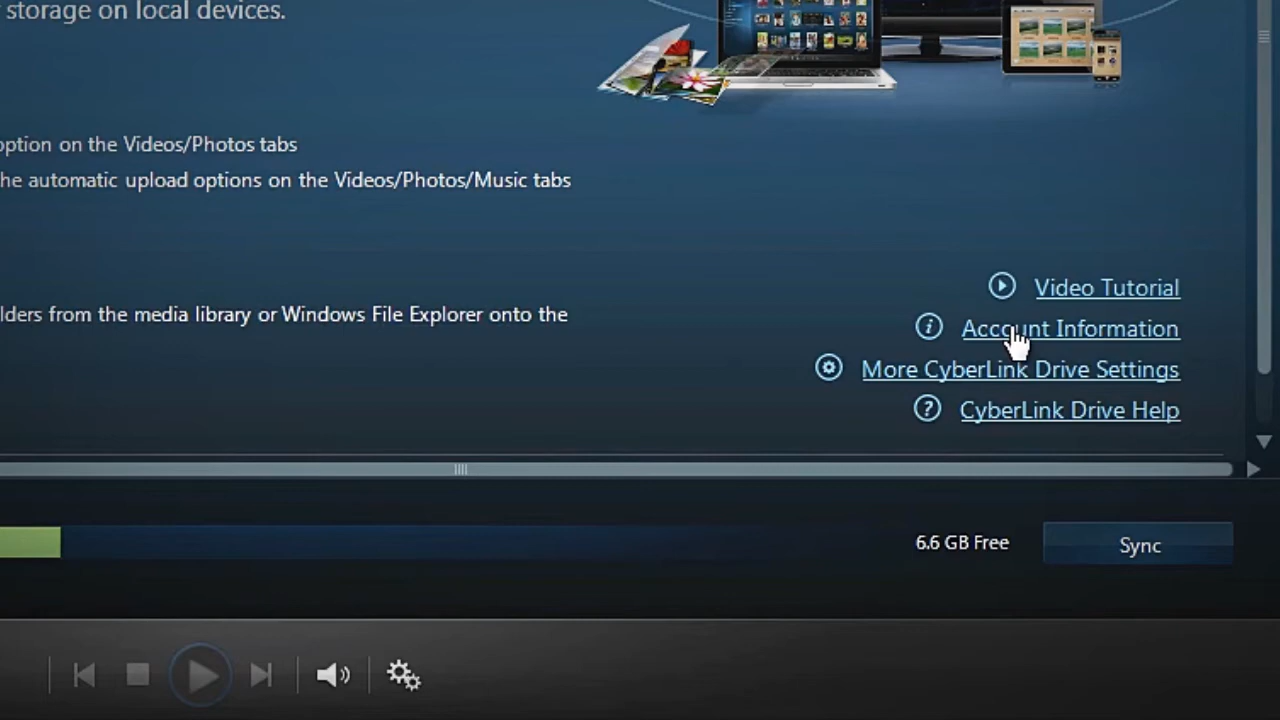 storage on local devices.
option on the Videos/Photos tabs
he automatic upload options on the Videos/Photos/Music tabs
Video Tutorial
lders from the media library or Windows File Explorer onto the
Account Information
More CyberLink Drive Settings
CyberLink Drive Help
6.6 GB Free
Sync